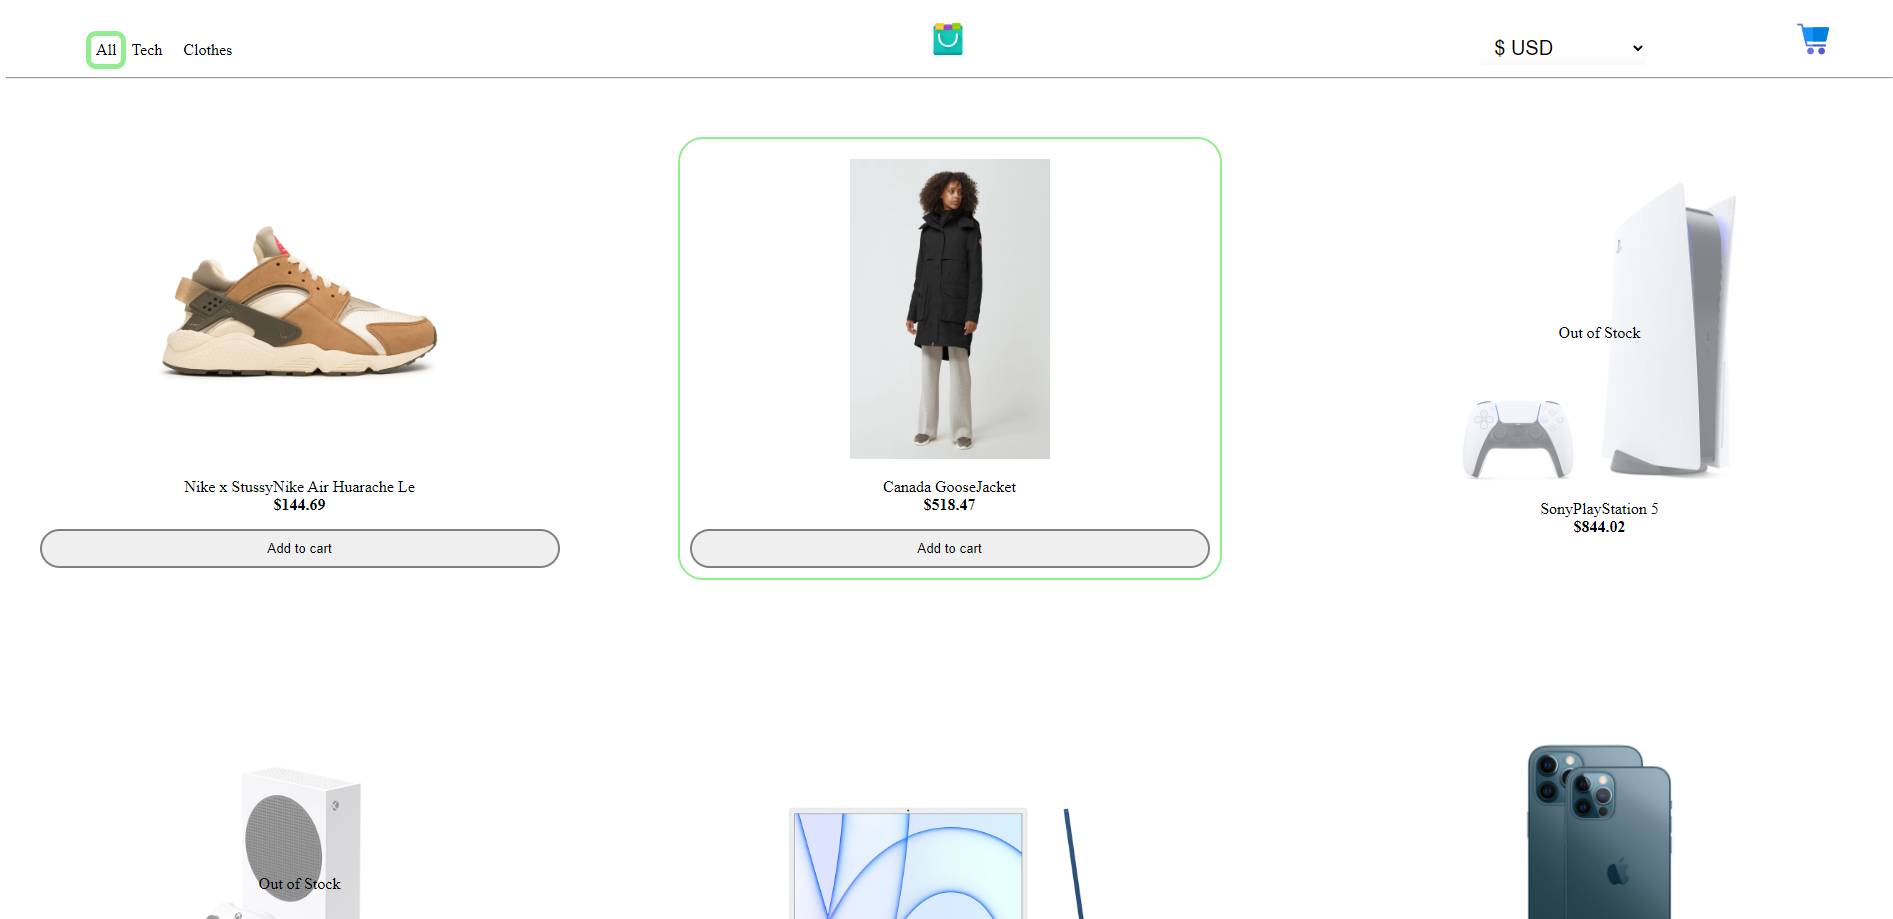 All Tech Clothes
$ USD
Nike x StussyNike Air Huarache Le
$144.69
Add to cart
Canada GooseJacket
$518.47
Add to cart
Out of Stock
SonyPlayStation 5
$844.02
Out of Stock